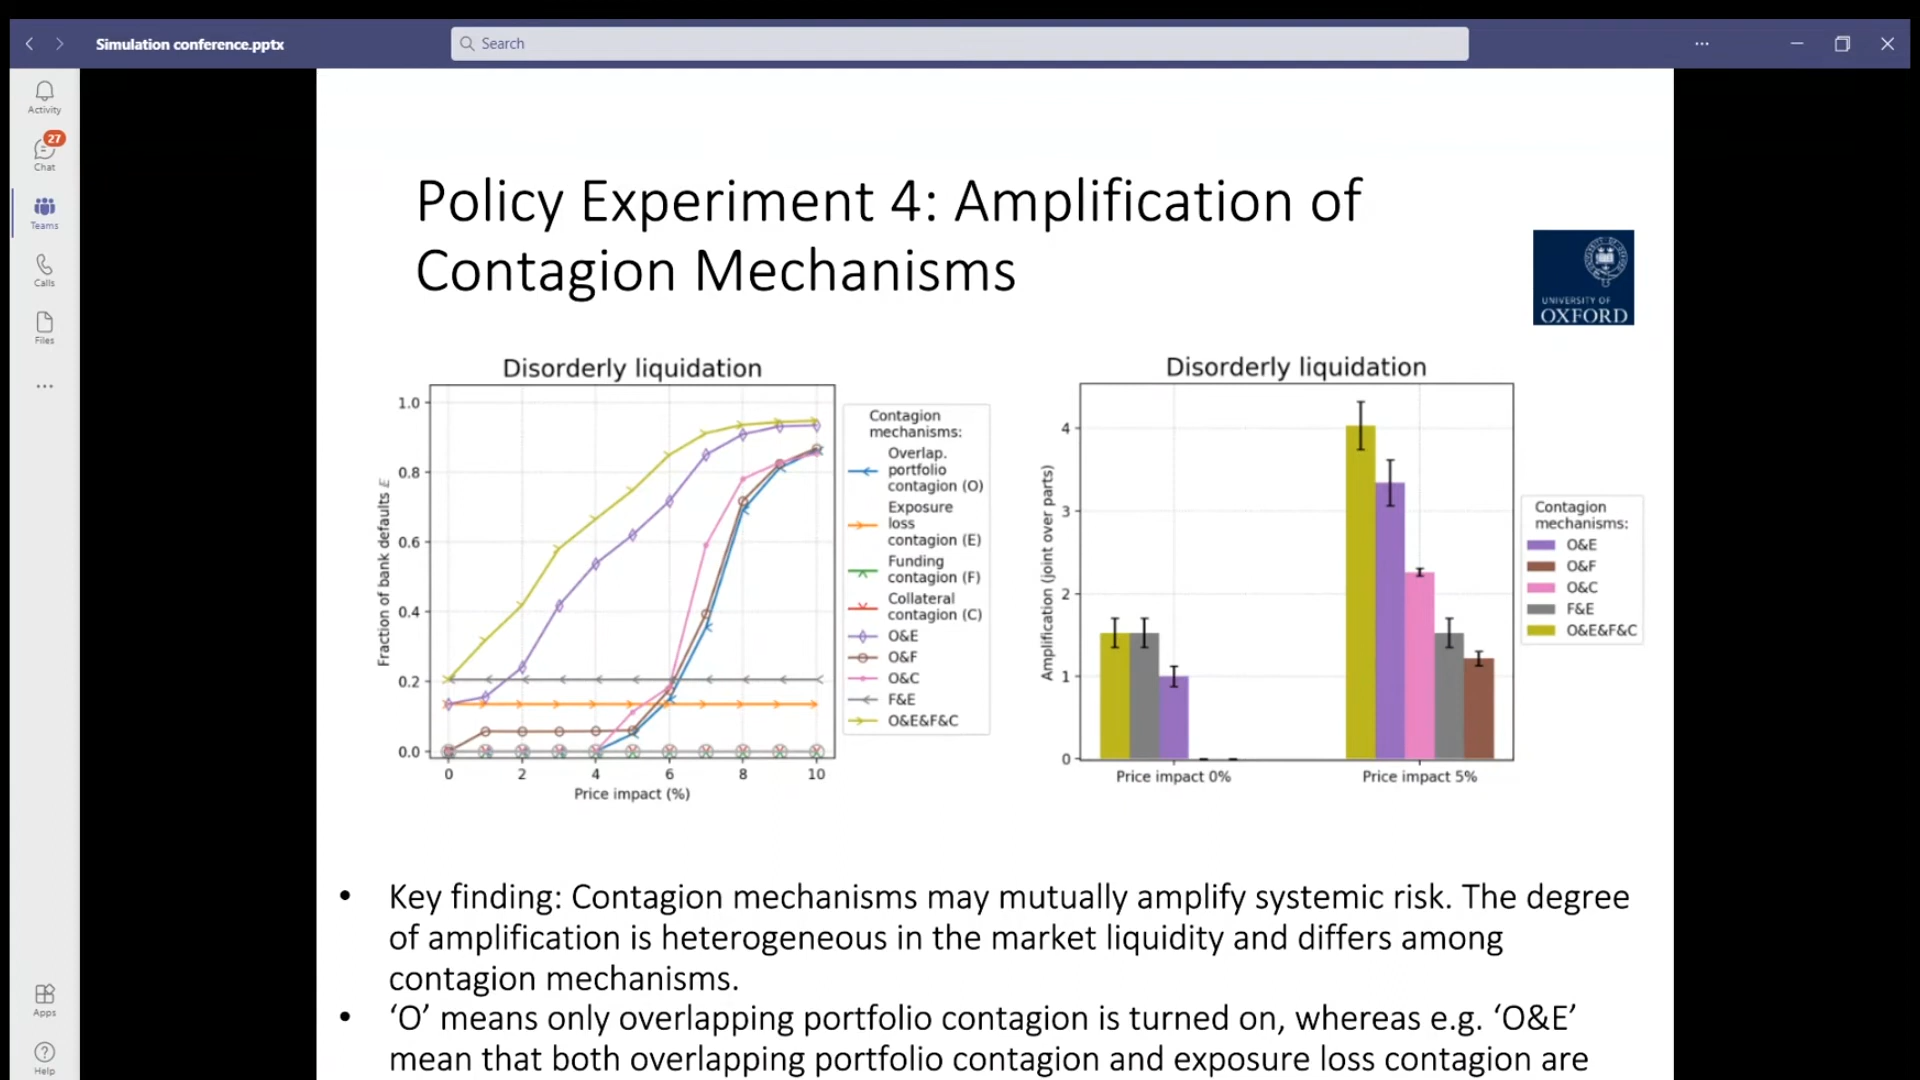 Simulation conference.pptx
Search
Activity
27
Chat
Teams
Calls
Files
Apps
Help
Policy Experiment 4: Amplification of
Contagion Mechanisms
UNIVERSITY OF
OXFORD
Disorderly liquidation
Fraction of bank defaults E
1.0
0.8
0.6
0.4
0.2
0.0
0 2 4 6 8 10
Price impact (%)
Contagion
mechanisms:
Overlap.
portfolio
contagion (O)
Exposure
loss
contagion (E)
Funding
contagion (F)
Collateral
contagion (C)
O&E
O&F
O&C
F&E
O&E&F&C
Disorderly liquidation
Amplification (joint over parts)
4
3
2
1
0
Price impact 0% Price impact 5%
Contagion
mechanisms:
O&E
O&F
O&C
F&E
O&E&F&C
• Key finding: Contagion mechanisms may mutually amplify systemic risk. The degree
of amplification is heterogeneous in the market liquidity and differs among
contagion mechanisms.
• ‘O’ means only overlapping portfolio contagion is turned on, whereas e.g. ‘O&E’
mean that both overlapping portfolio contagion and exposure loss contagion are